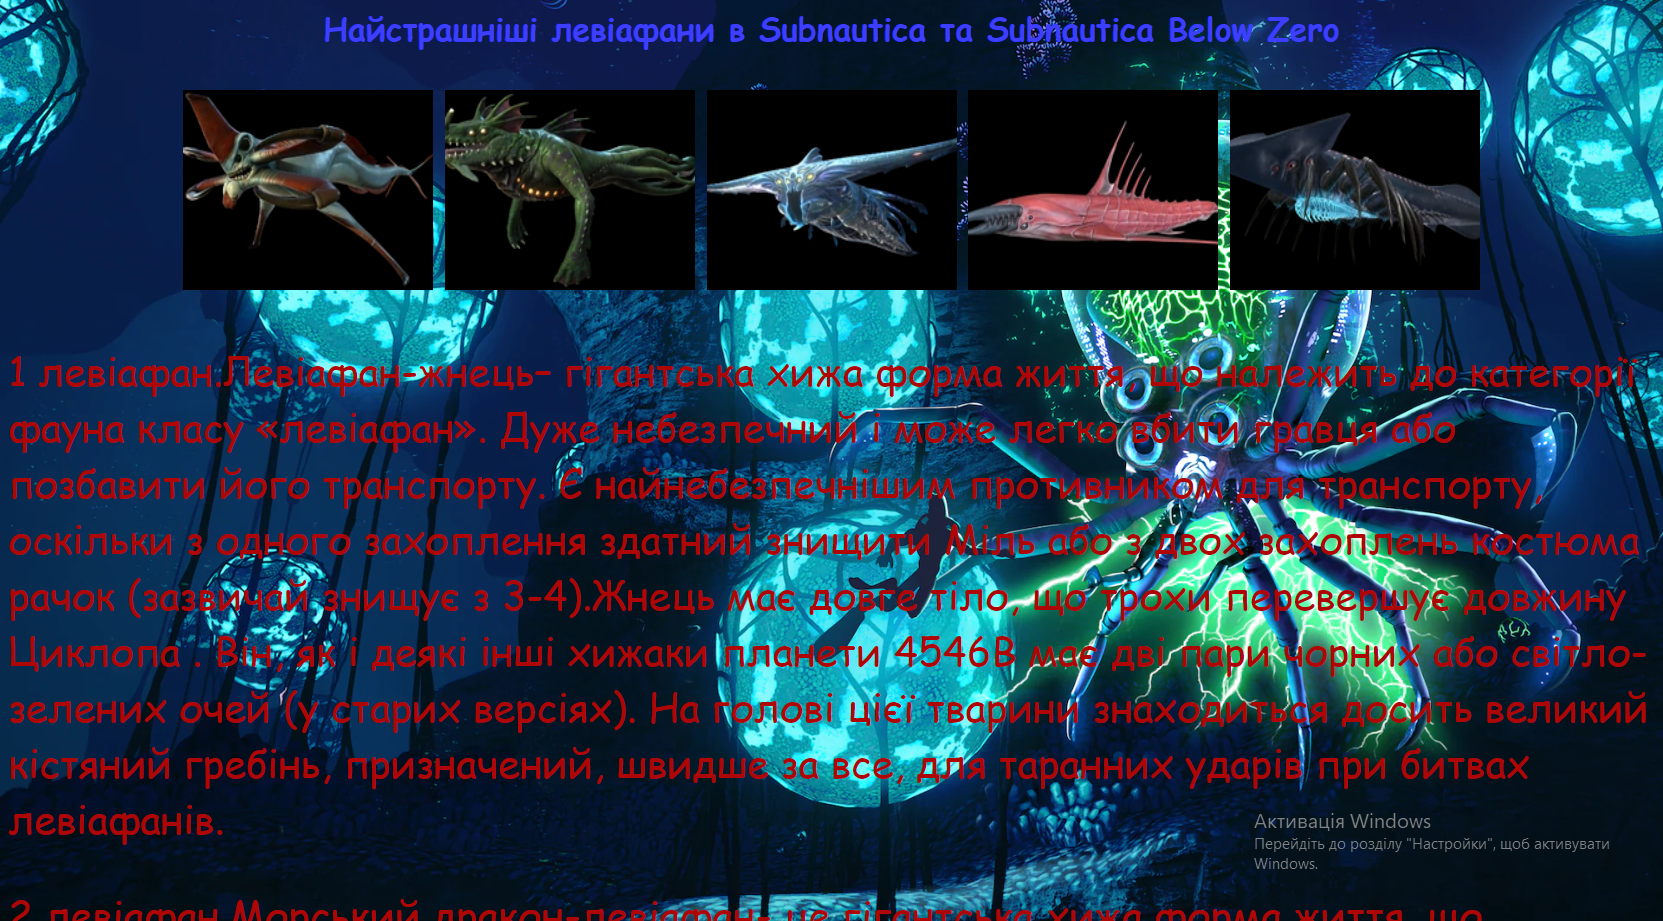 Найстрашніші левіафани в Subnautica та Subnautica Below Zero
1 левіафан.Левіафан-жнець– гігантська хижа форма життя, що належить до категорії
фауна класу «левіафан». Дуже небезпечний і може легко вбити гравця або
позбавити його транспорту. Є найнебезпечнішим противником для транспорту,
оскільки з одного захоплення здатний знищити Міль або з двох захоплень костюма
рачок (зазвичай знищує з 3-4).Жнець має довге тіло, що трохи перевершує довжину
Циклопа . Він, як і деякі інші хижаки планети 4546B має дві пари чорних або світло-
зелених очей (у старих версіях). На голові цієї тварини знаходиться досить великий
кістяний гребінь, призначений, швидше за все, для таранних ударів при битвах
левіафанів.
Активація Windows
Перейдіть до розділу "Настройки", щоб активувати
Windows.
2 левіафан.Морський дракон-левіафан- це гігантська хижа форма життя, що